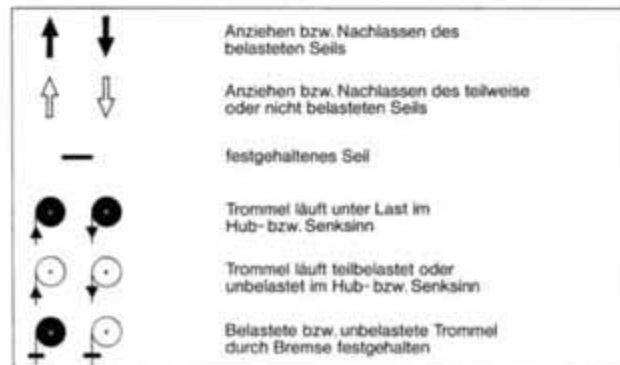 Anziehen bzw. Nachlassen des
belasteten Seils
Anziehen bzw. Nachlassen des teilweise
oder nicht belasteten Seils
festgehaltenes Seil
Trommel läuft unter Last im
Hub- bzw. Senksinn
Trommel läuft teilbelastet oder
unbelastet im Hub- bzw. Senksinn
Belastete bzw. unbelastete Trommel
durch Bremse festgehalten